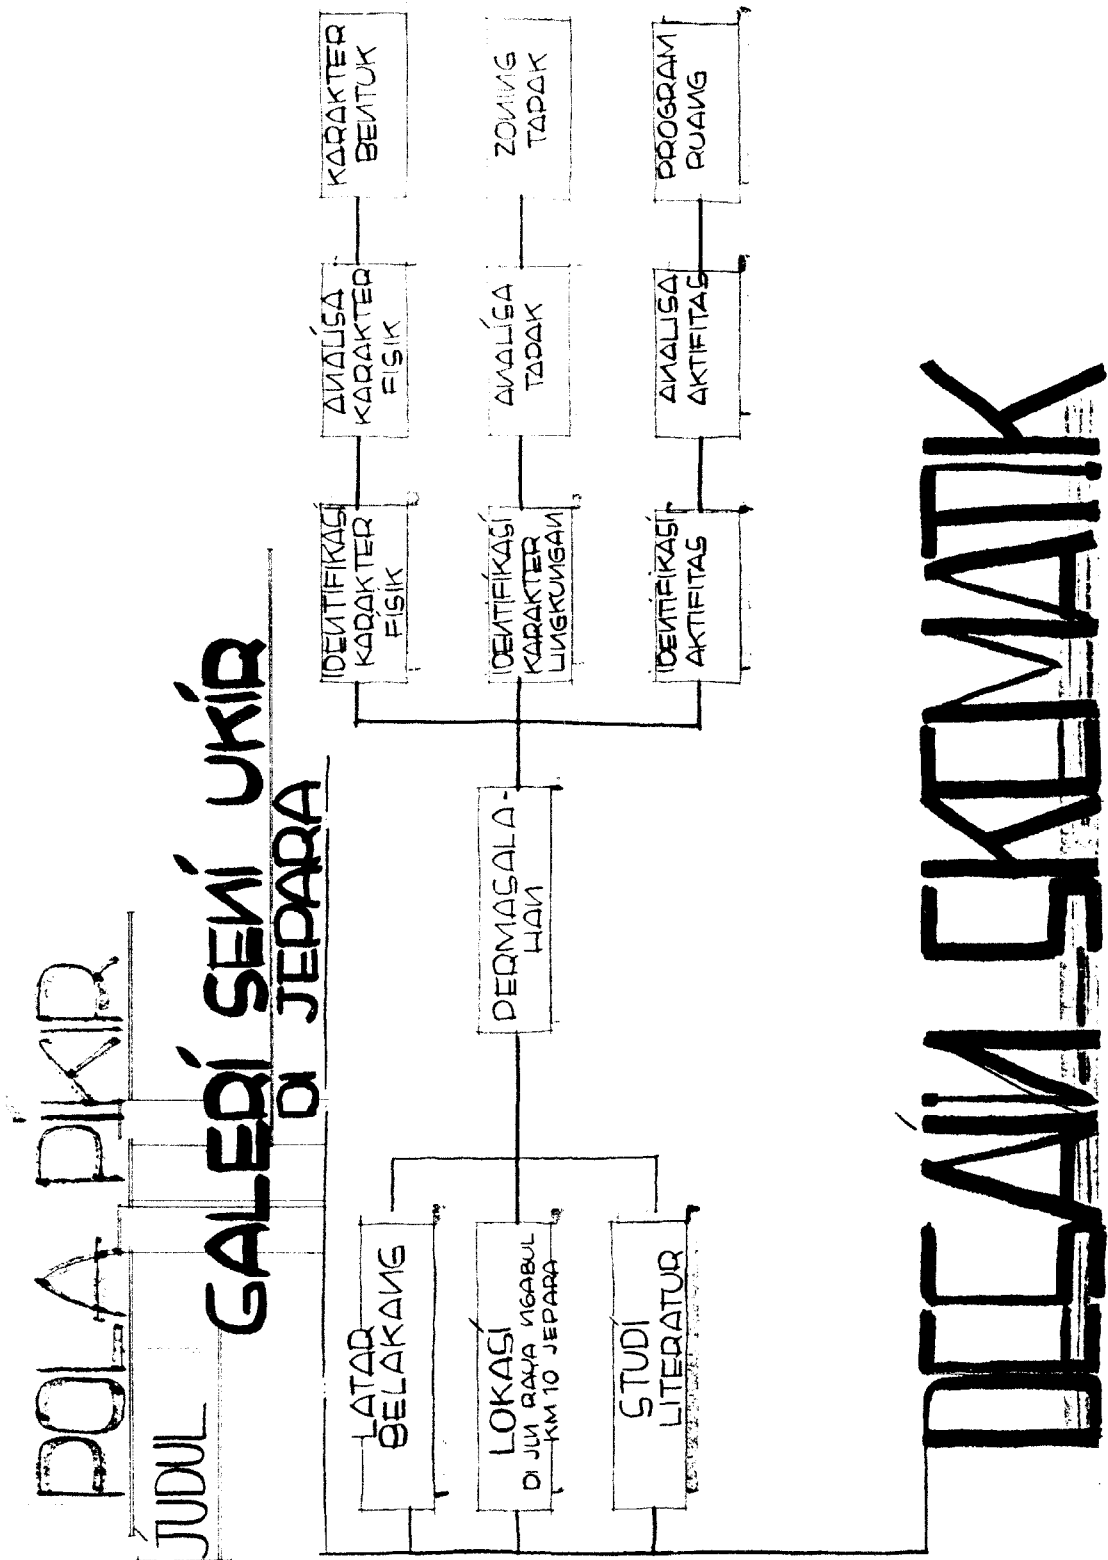 POLA PIKIR
JUDUL
GALERI SENI UKIR
DI JEPARA
LATAR
BELAKANG
LOKASI
DI JLN RAYA NGABUL
KM 10 JEPARA
STUDI
LITERATUR
PERMASALA-
HAN
IDENTIFIKASI
KARAKTER
FISIK
ANALISA
KARAKTER
FISIK
KARAKTER
BENTUK
IDENTIFIKASI
KARAKTER
LINGKUNGAN
ANALISA
TAPAK
ZONING
TAPAK
IDENTIFIKASI
AKTIFITAS
ANALISA
AKTIFITAS
PROGRAM
RUANG
DESAIN SKEMATIK